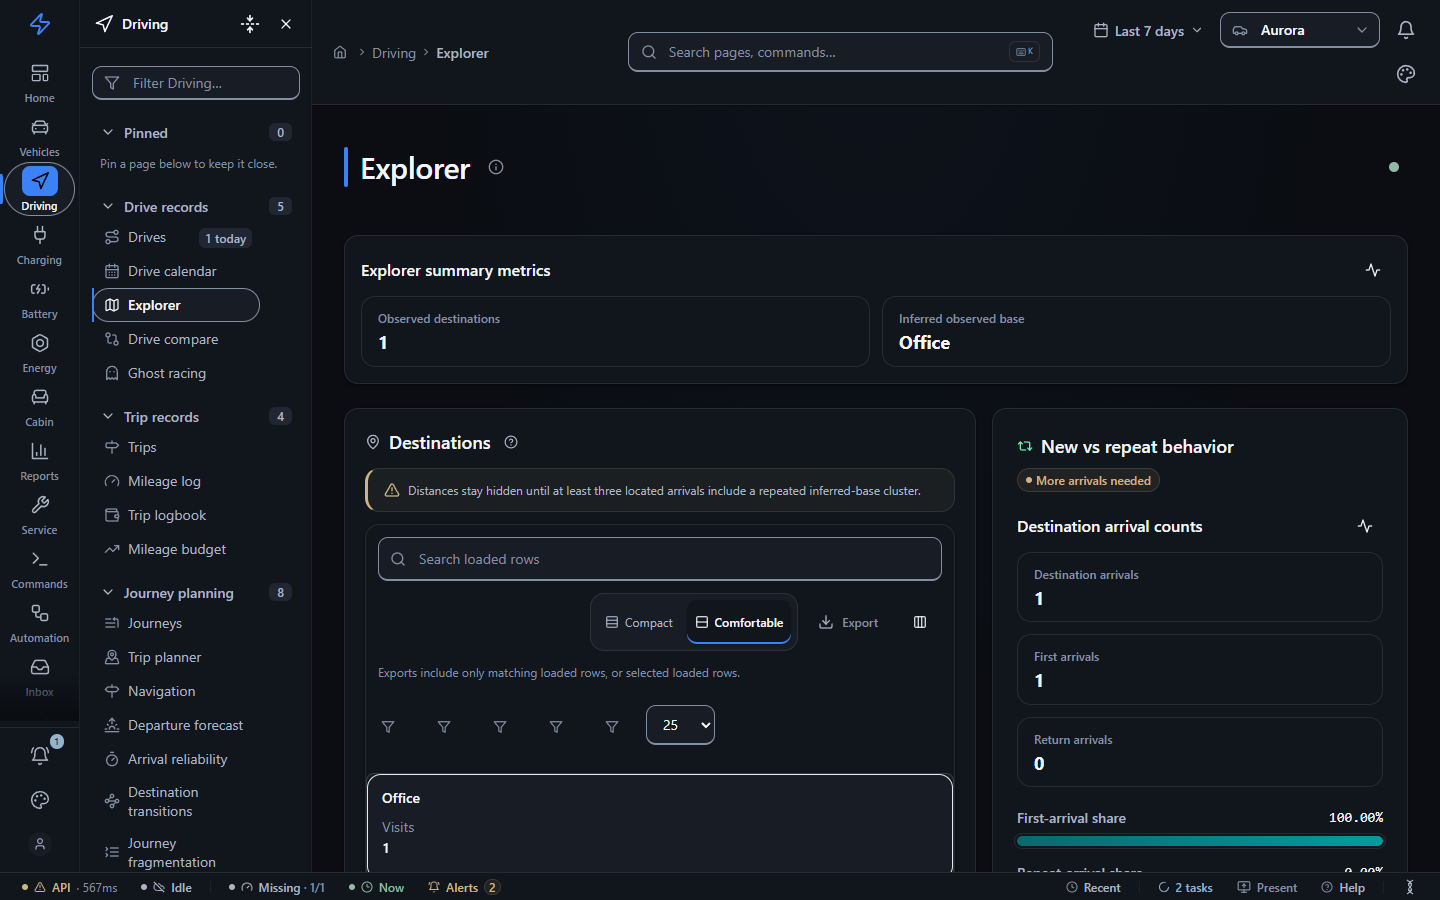 Home
Vehicles
Driving
Charging
Battery
Energy
Cabin
Reports
Service
Commands
Automation
Inbox
1
Driving
Filter Driving...
Pinned 0
Pin a page below to keep it close.
Drive records 5
Drives 1 today
Drive calendar
Explorer
Drive compare
Ghost racing
Trip records 4
Trips
Mileage log
Trip logbook
Mileage budget
Journey planning 8
Journeys
Trip planner
Navigation
Departure forecast
Arrival reliability
Destination
transitions
Journey
fragmentation
Driving Explorer
Search pages, commands... K
Last 7 days
Aurora
Explorer
Explorer summary metrics
Observed destinations
1
Inferred observed base
Office
Destinations
Distances stay hidden until at least three located arrivals include a repeated inferred-base cluster.
Search loaded rows
Compact Comfortable Export
Exports include only matching loaded rows, or selected loaded rows.
25
Office
Visits
1
New vs repeat behavior
More arrivals needed
Destination arrival counts
Destination arrivals
1
First arrivals
1
Return arrivals
0
First-arrival share 100.00%
Repeat-arrival share 0.00%
API · 567ms Idle Missing · 1/1 Now Alerts 2 Recent 2 tasks Present Help